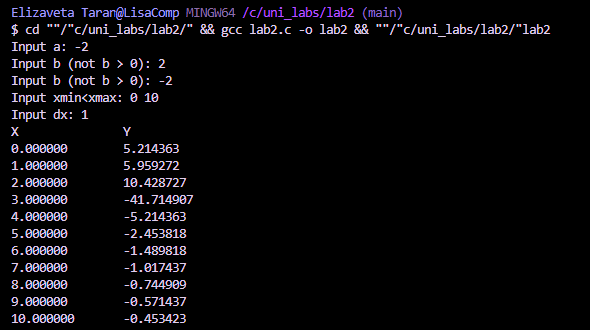 Elizaveta Taran@LisaComp MINGW64 /c/uni_labs/lab2 (main)
$ cd ""/"c/uni_labs/lab2/" && gcc lab2.c -o lab2 && ""/"c/uni_labs/lab2/"lab2
Input a: -2
Input b (not b > 0): 2
Input b (not b > 0): -2
Input xmin<xmax: 0 10
Input dx: 1
X Y
0.000000 5.214363
1.000000 5.959272
2.000000 10.428727
3.000000 -41.714907
4.000000 -5.214363
5.000000 -2.453818
6.000000 -1.489818
7.000000 -1.017437
8.000000 -0.744909
9.000000 -0.571437
10.000000 -0.453423